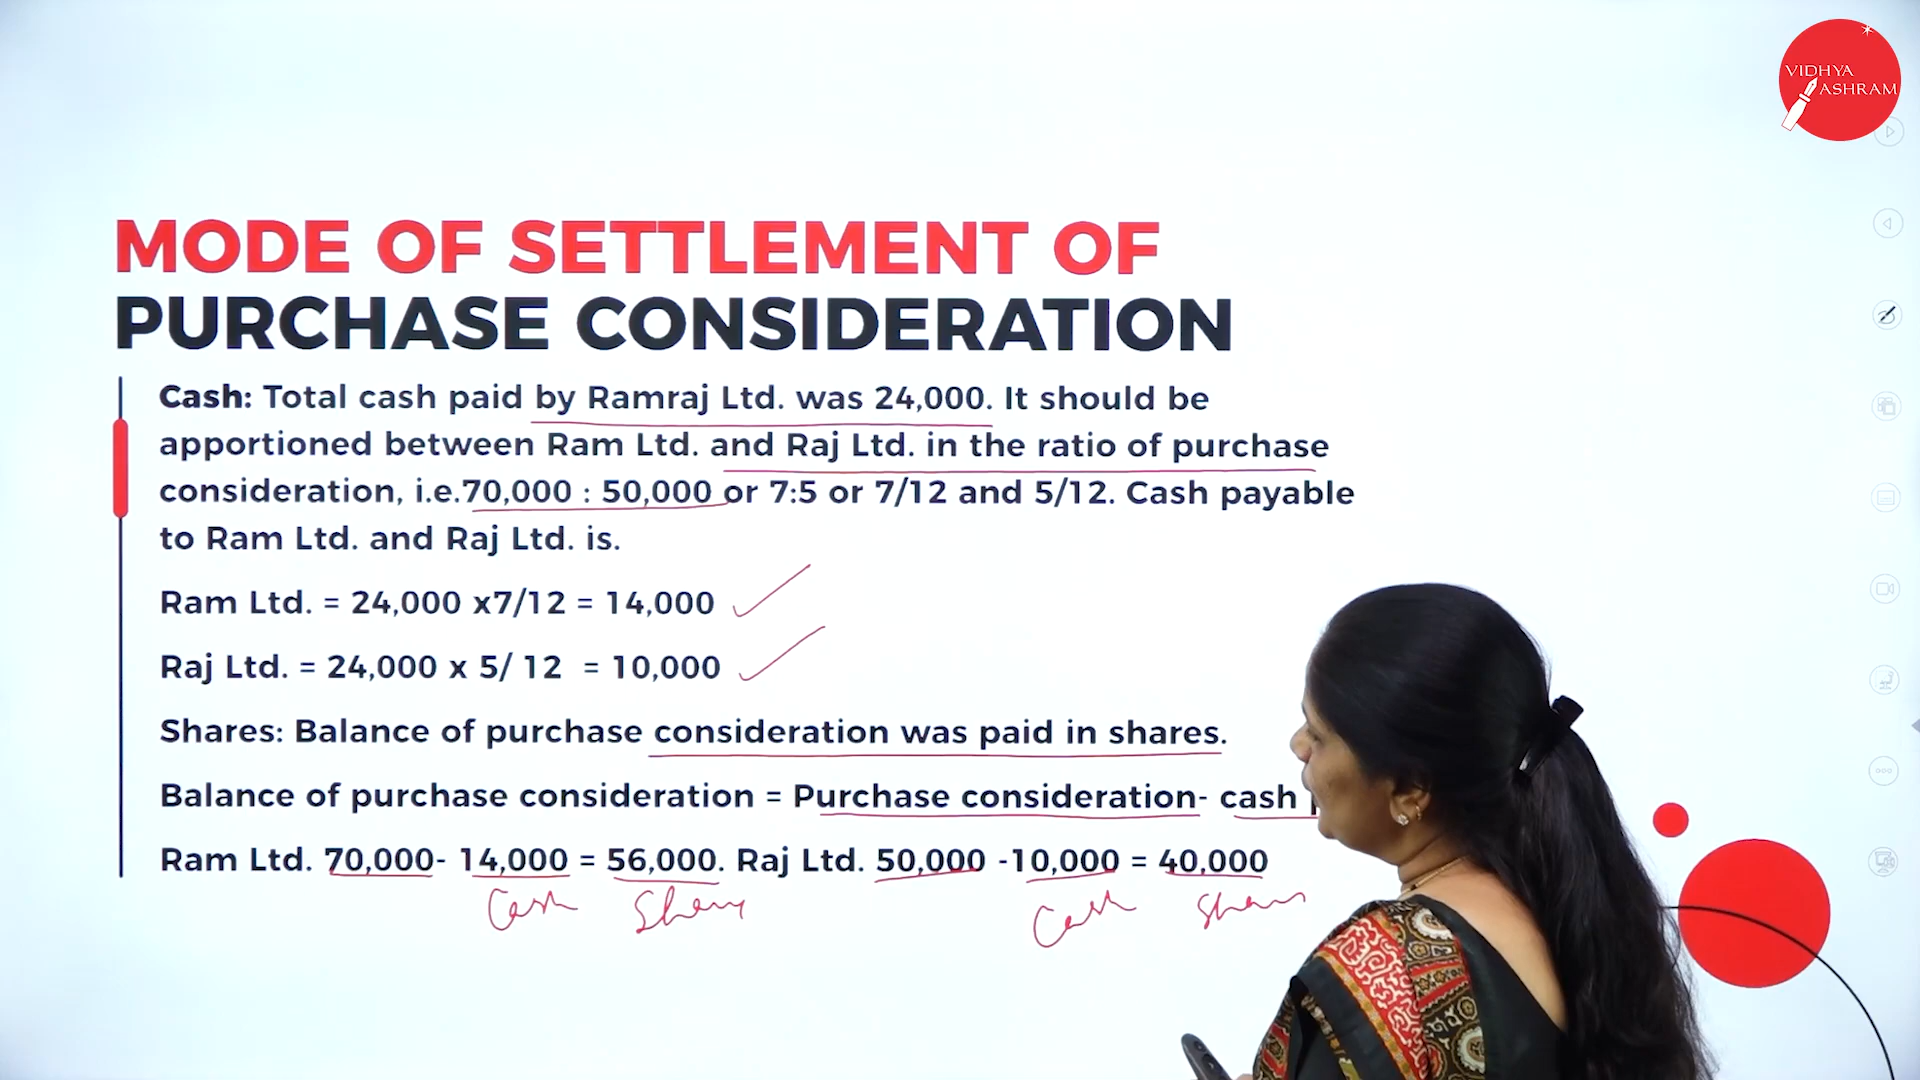 VIDHYA
ASHRAM
MODE OF SETTLEMENT OF
PURCHASE CONSIDERATION
Cash: Total cash paid by Ramraj Ltd. was 24,000. It should be
apportioned between Ram Ltd. and Raj Ltd. in the ratio of purchase
consideration, i.e.70,000 : 50,000 or 7:5 or 7/12 and 5/12. Cash payable
to Ram Ltd. and Raj Ltd. is.
Ram Ltd. = 24,000 x7/12 = 14,000
Raj Ltd. = 24,000 x 5/ 12 = 10,000
Shares: Balance of purchase consideration was paid in shares.
Balance of purchase consideration = Purchase consideration- cash
Ram Ltd. 70,000- 14,000 = 56,000. Raj Ltd. 50,000 -10,000 = 40,000
Cash Cash